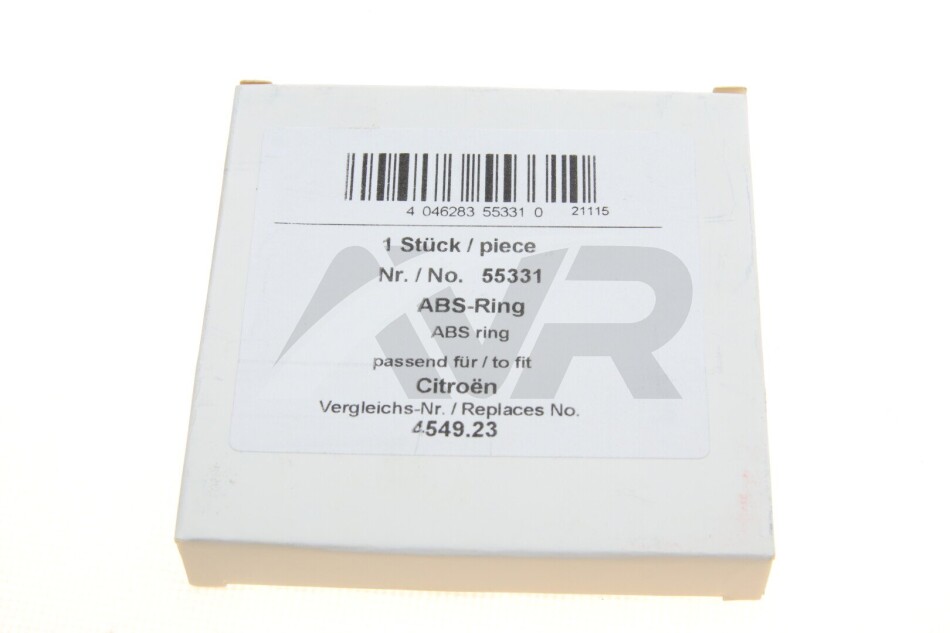 4 046283 55331 0 21115
1 Stück / piece
Nr. / No. 55331
ABS-Ring
ABS ring
passend für / to fit
Citroën
Vergleichs-Nr. / Replaces No.
4549.23
AVR